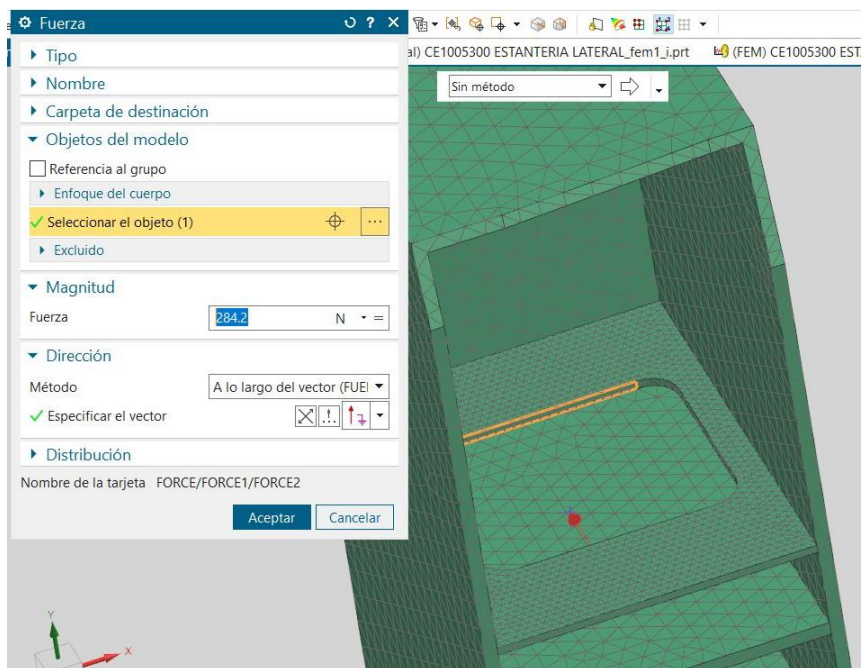 Fuerza
al) CE1005300 ESTANTERIA LATERAL_fem1_i.prt
(FEM) CE1005300 EST
Sin método
Tipo
Nombre
Carpeta de destinación
Objetos del modelo
Referencia al grupo
Enfoque del cuerpo
Seleccionar el objeto (1)
Excluido
Magnitud
Fuerza 284.2 N =
Dirección
Método A lo largo del vector (FUE
Especificar el vector
Distribución
Nombre de la tarjeta FORCE/FORCE1/FORCE2
Aceptar Cancelar
Y
X